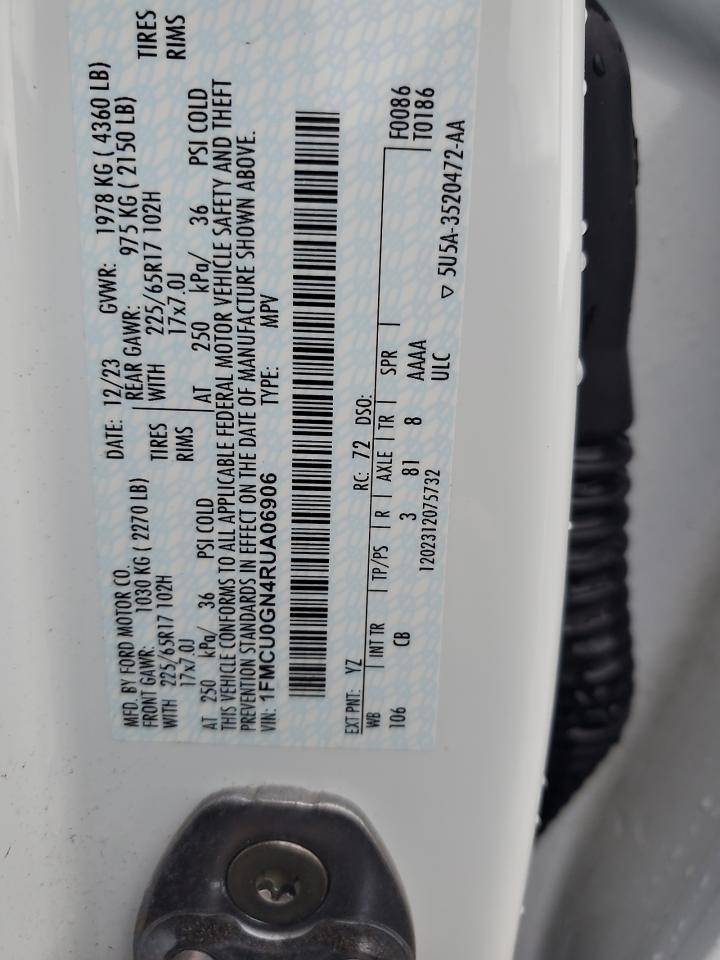 MFD. BY FORD MOTOR CO. DATE: 12/23 GVWR: 1978 KG ( 4360 LB)
FRONT GAWR: 1030 KG ( 2270 LB) REAR GAWR: 975 KG ( 2150 LB)
WITH 225/65R17 102H TIRES WITH 225/65R17 102H TIRES
17x7.0J RIMS 17x7.0J RIMS
AT 250 kPa/ 36 PSI COLD AT 250 kPa/ 36 PSI COLD
THIS VEHICLE CONFORMS TO ALL APPLICABLE FEDERAL MOTOR VEHICLE SAFETY AND THEFT
PREVENTION STANDARDS IN EFFECT ON THE DATE OF MANUFACTURE SHOWN ABOVE.
VIN: 1FMCU0GN4RUA06906 TYPE: MPV
EXT PNT: YZ RC: 72 DSO:
WB INT TR TP/PS R AXLE TR SPR F0086
106 CB 3 81 8 AAAA T0186
1202312075732 ULC ▽ 5U5A-3520472-AA